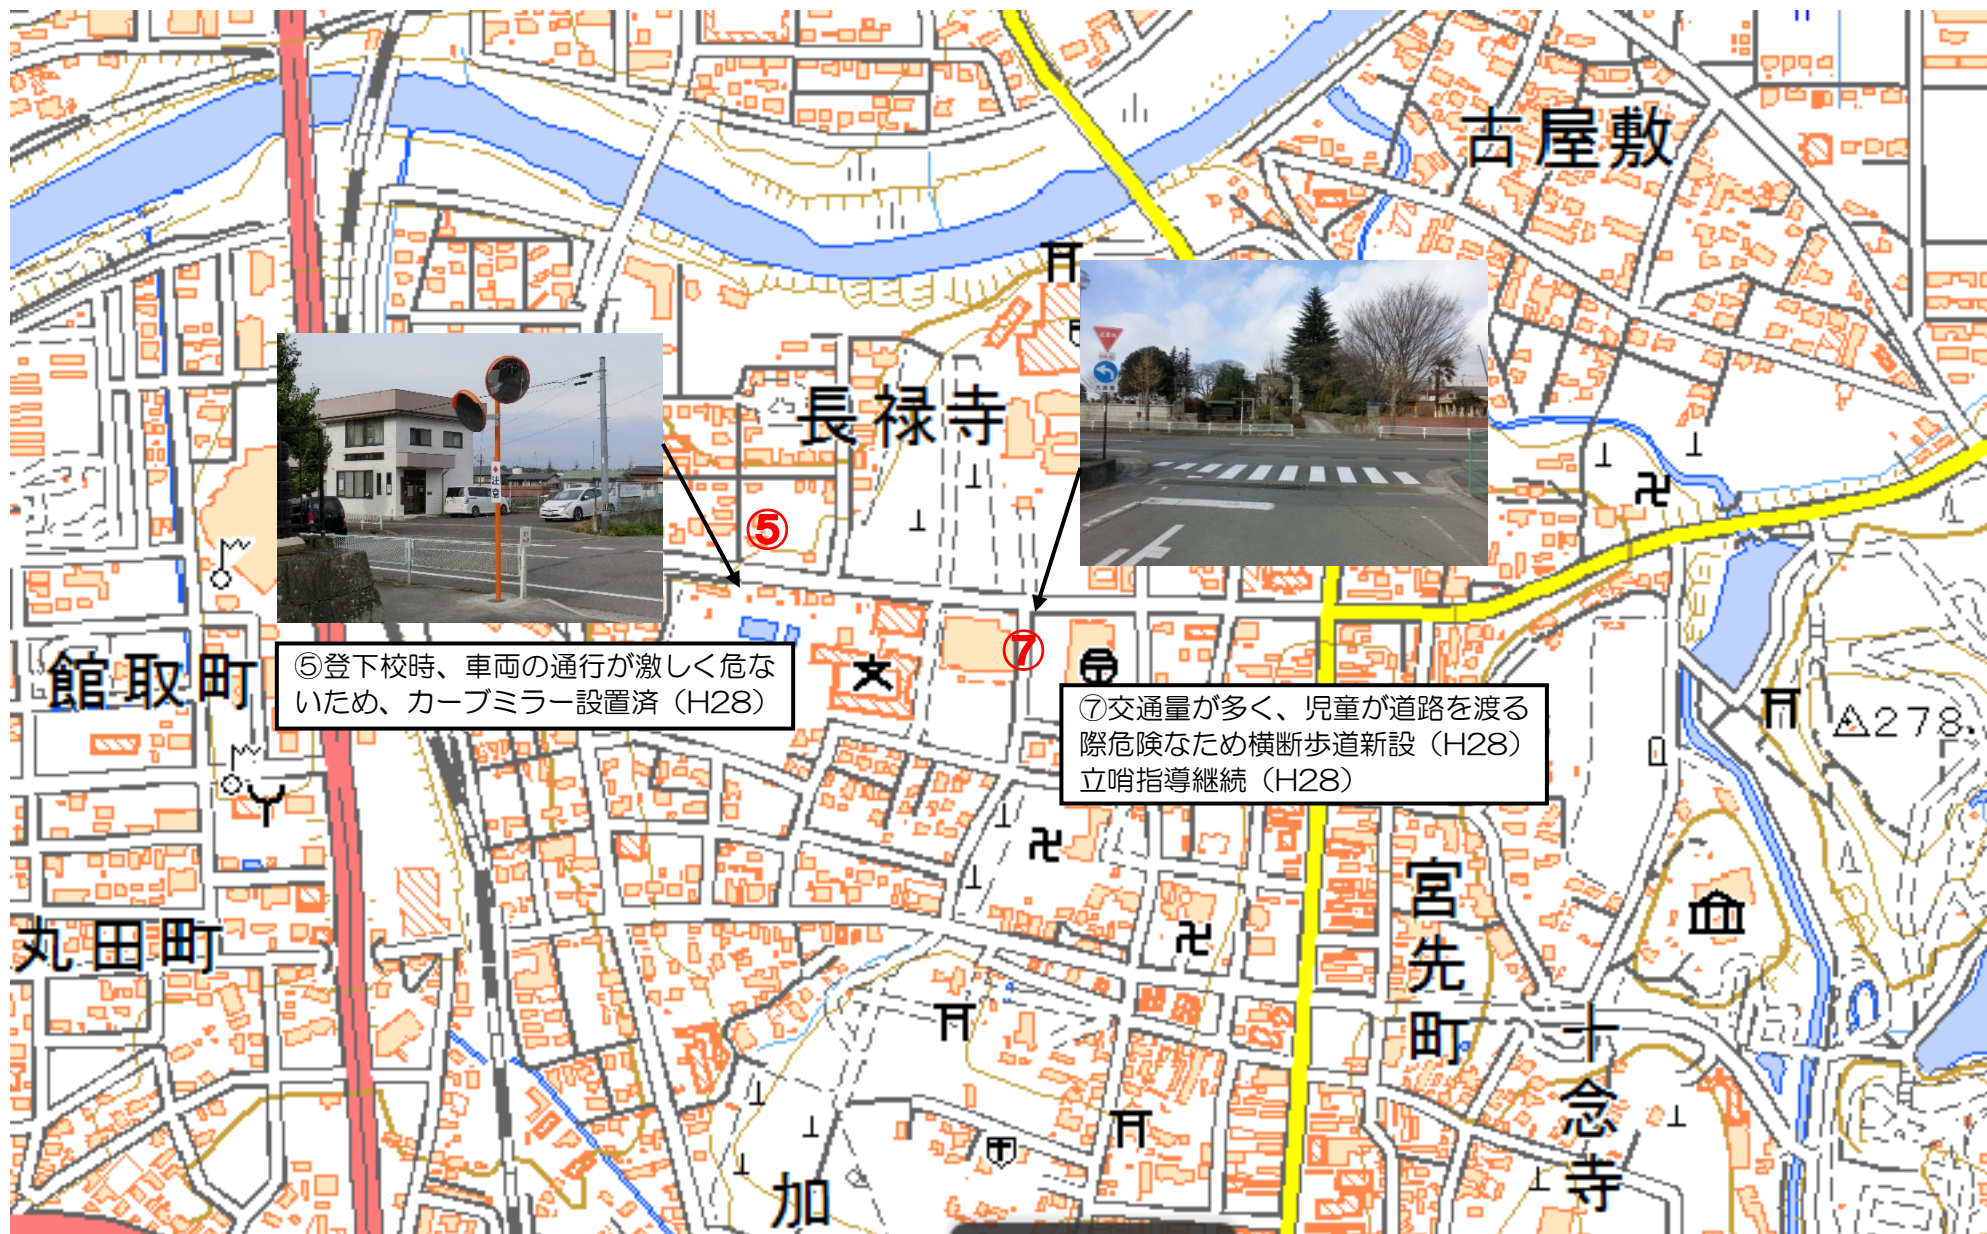 古屋敷
長禄寺
⑤
⑦
注意
⑤登下校時、車両の通行が激しく危な
いため、カーブミラー設置済（H28）
⑦交通量が多く、児童が道路を渡る
際危険なため横断歩道新設（H28）
立哨指導継続（H28）
館取町
278.
丸田町
宮先町
十念寺
加